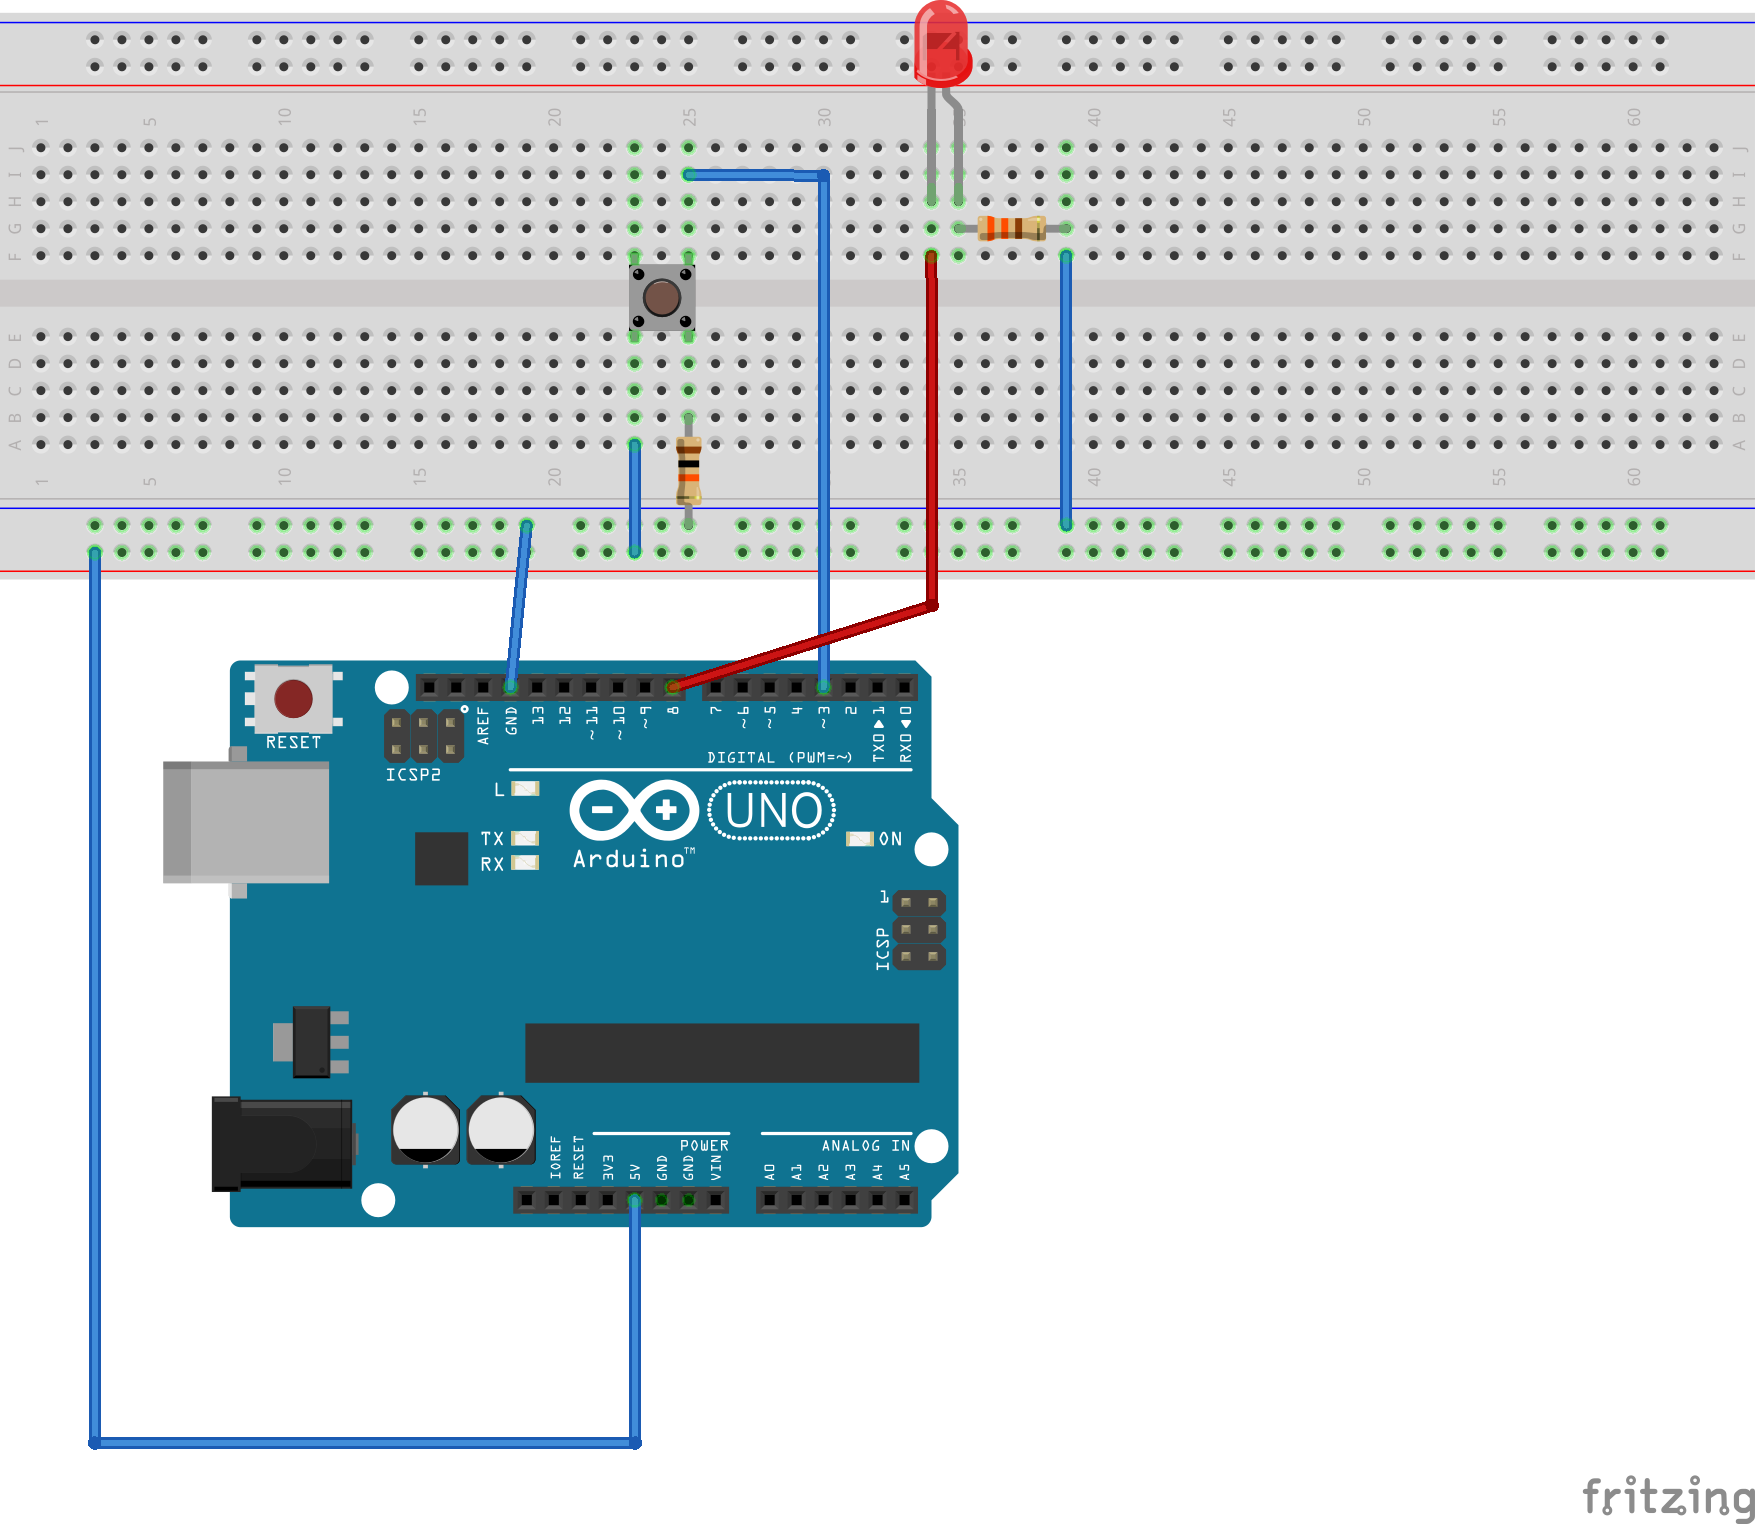 1 5 10 15 20 25 30 35 40 45 50 55 60
J J
I I
H H
G G
F F
E E
D D
C C
B B
A A
1 5 10 15 20 35 40 45 50 55 60
RESET
ICSP2
AREF
GND
13
12
~11
~10
~9
8
7
~6
~5
4
~3
2
TX0▶1
RX0◀0
DIGITAL (PWM=~)
L
TX
RX
UNO
Arduino™
ON
1
ICSP
IOREF
RESET
3V3
5V
GND
GND
VIN
POWER
ANALOG IN
A0
A1
A2
A3
A4
A5
fritzing